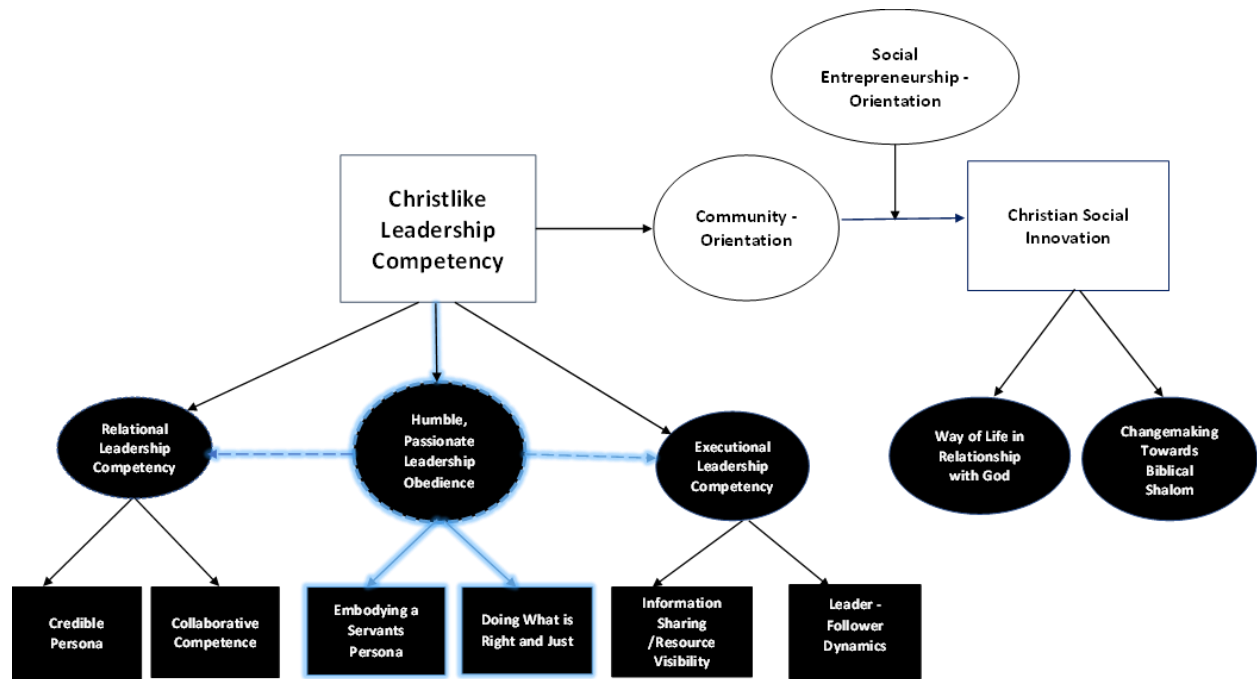 Social
Entrepreneurship -
Orientation
Christlike
Leadership
Competency
Community -
Orientation
Christian Social
Innovation
Relational
Leadership
Competency
Humble,
Passionate
Leadership
Obedience
Executional
Leadership
Competency
Way of Life in
Relationship
with God
Changemaking
Towards
Biblical
Shalom
Credible
Persona
Collaborative
Competence
Embodying a
Servants
Persona
Doing What is
Right and Just
Information
Sharing
/Resource
Visibility
Leader -
Follower
Dynamics